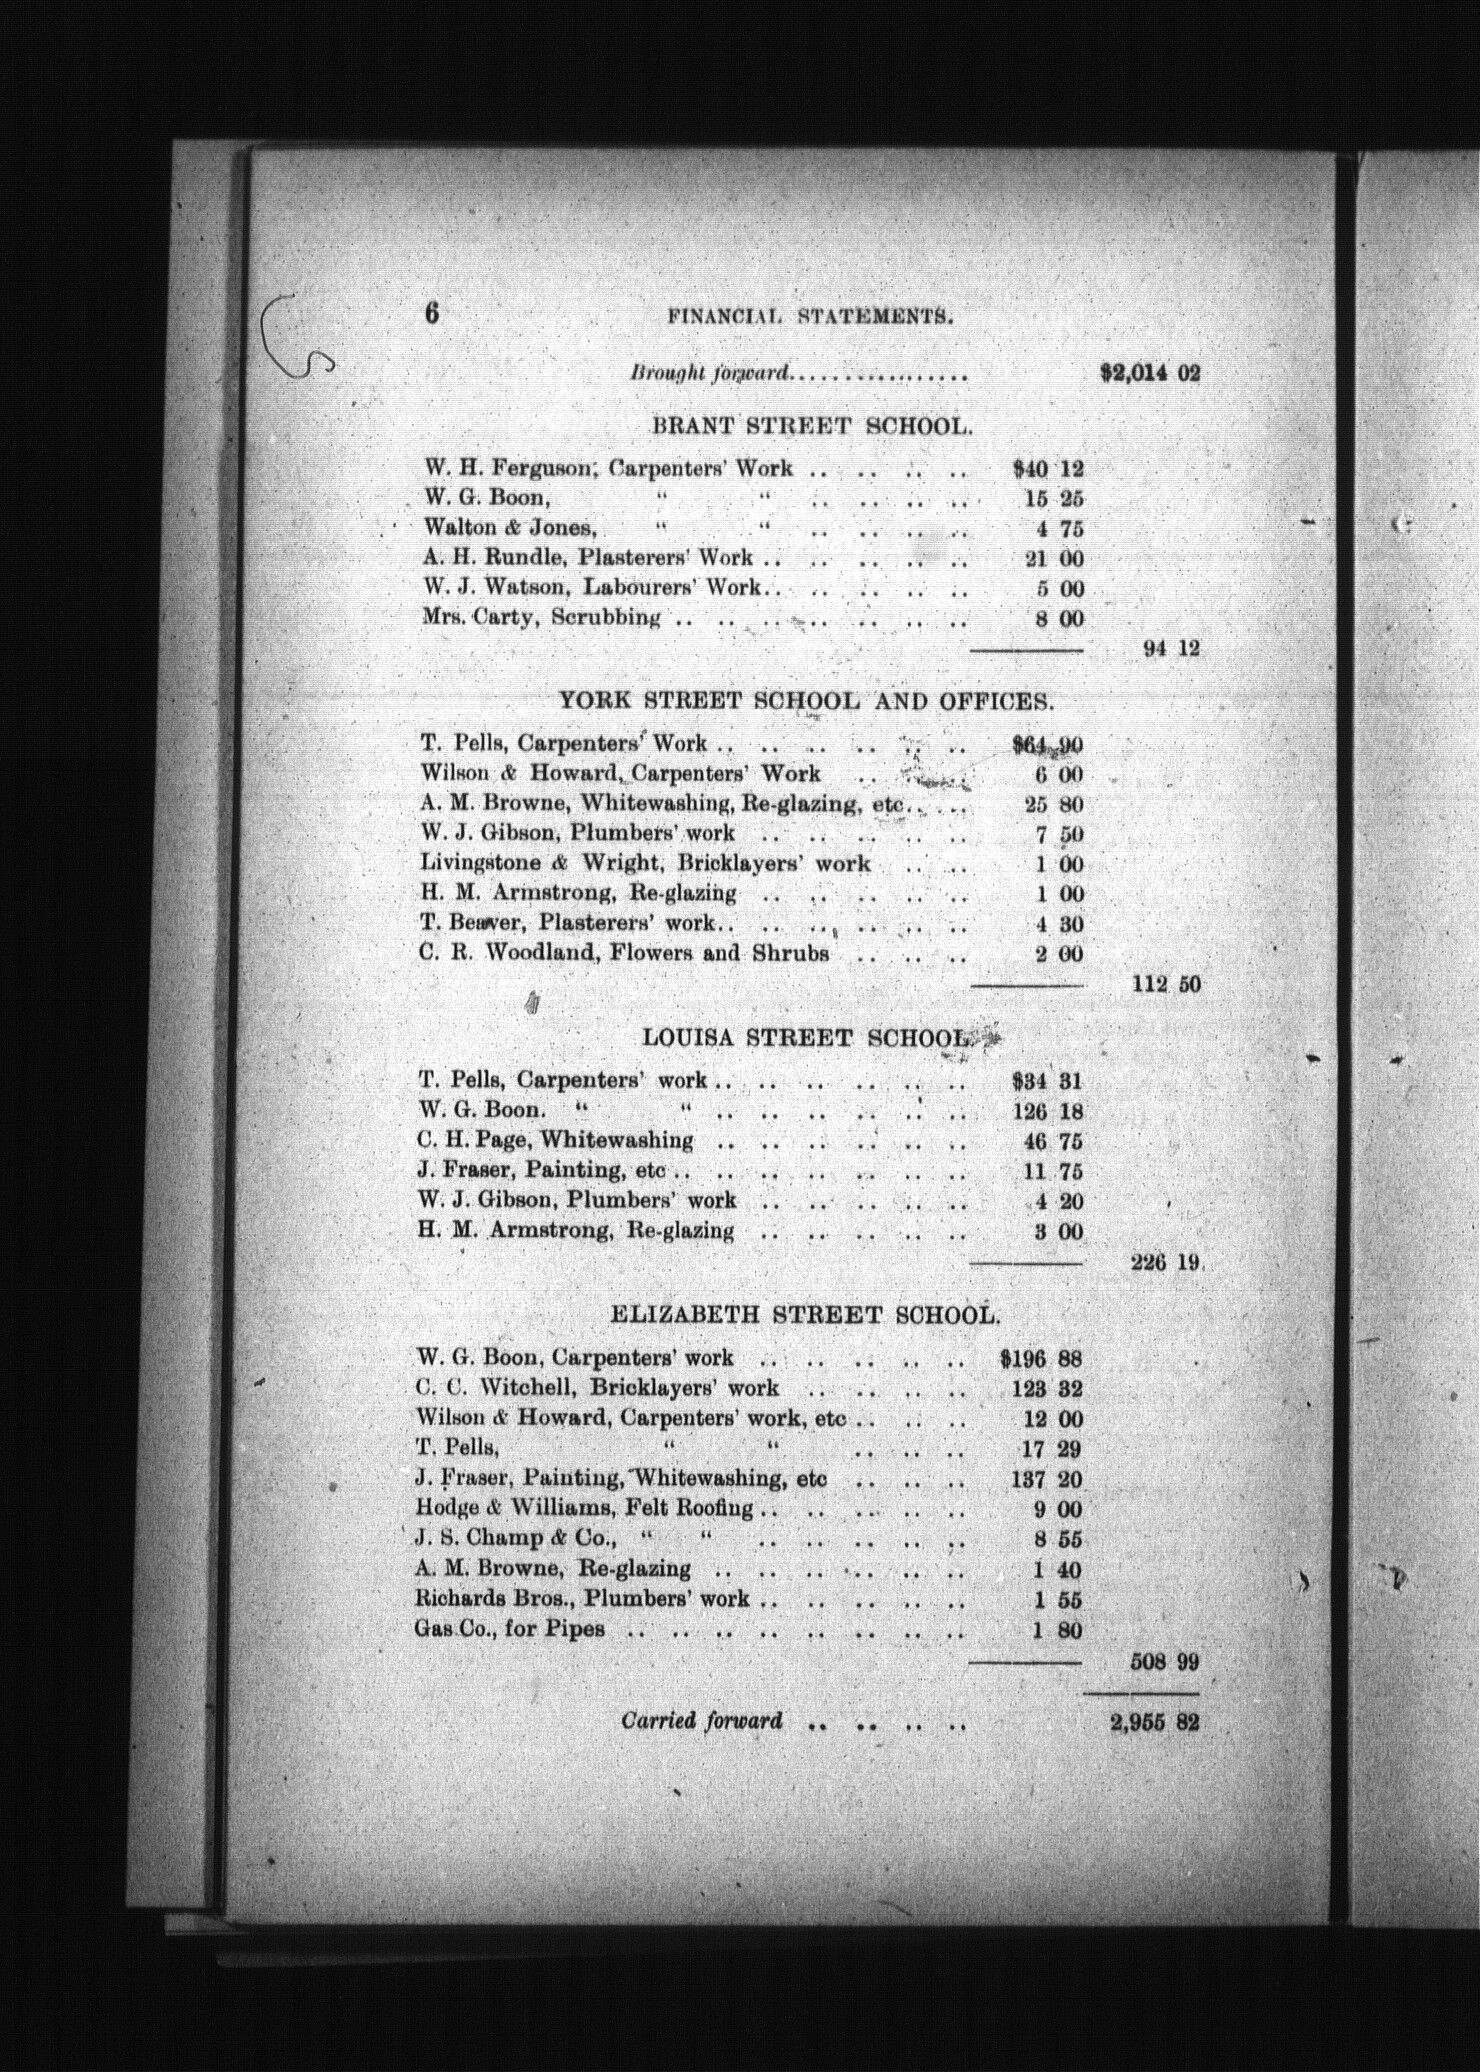 6 FINANCIAL STATEMENTS.
Brought forward................ $2,014 02
BRANT STREET SCHOOL.
W. H. Ferguson, Carpenters' Work .. .. .. .. $40 12
W. G. Boon, " " .. .. .. .. 15 25
Walton & Jones, " " .. .. .. .. 4 75
A. H. Rundle, Plasterers' Work .. .. .. .. .. 21 00
W. J. Watson, Labourers' Work.. .. .. .. .. 5 00
Mrs. Carty, Scrubbing .. .. .. .. .. .. .. 8 00
94 12
YORK STREET SCHOOL AND OFFICES.
T. Pells, Carpenters' Work .. .. .. .. .. .. $64 90
Wilson & Howard, Carpenters' Work .. .. .. 6 00
A. M. Browne, Whitewashing, Re-glazing, etc.. .. 25 80
W. J. Gibson, Plumbers' work .. .. .. .. .. 7 50
Livingstone & Wright, Bricklayers' work .. .. 1 00
H. M. Armstrong, Re-glazing .. .. .. .. .. 1 00
T. Beaver, Plasterers' work.. .. .. .. .. .. 4 30
C. R. Woodland, Flowers and Shrubs .. .. .. 2 00
112 50
LOUISA STREET SCHOOL.
T. Pells, Carpenters' work .. .. .. .. .. .. $34 31
W. G. Boon. " " .. .. .. .. .. .. 126 18
C. H. Page, Whitewashing .. .. .. .. .. .. 46 75
J. Fraser, Painting, etc .. .. .. .. .. .. .. 11 75
W. J. Gibson, Plumbers' work .. .. .. .. .. 4 20
H. M. Armstrong, Re-glazing .. .. .. .. .. 3 00
226 19
ELIZABETH STREET SCHOOL.
W. G. Boon, Carpenters' work .. .. .. .. .. $196 88
C. C. Witchell, Bricklayers' work .. .. .. .. 123 32
Wilson & Howard, Carpenters' work, etc .. .. .. 12 00
T. Pells, " " .. .. .. 17 29
J. Fraser, Painting, Whitewashing, etc .. .. .. 137 20
Hodge & Williams, Felt Roofing .. .. .. .. .. 9 00
J. S. Champ & Co., " " .. .. .. .. .. 8 55
A. M. Browne, Re-glazing .. .. .. .. .. .. 1 40
Richards Bros., Plumbers' work .. .. .. .. .. 1 55
Gas Co., for Pipes .. .. .. .. .. .. .. .. 1 80
508 99
Carried forward .. .. .. .. 2,955 82